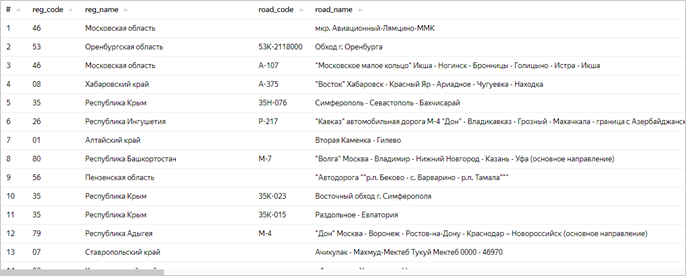 # reg_code reg_name road_code road_name
1 46 Московская область мкр. Авиационный-Лямцино-ММК
2 53 Оренбургская область 53К-2118000 Обход г. Оренбурга
3 46 Московская область А-107 "Московское малое кольцо" Икша - Ногинск - Бронницы - Голицыно - Истра - Икша
4 08 Хабаровский край А-375 "Восток" Хабаровск - Красный Яр - Ариадное - Чугуевка - Находка
5 35 Республика Крым 35Н-076 Симферополь - Севастополь - Бахчисарай
6 26 Республика Ингушетия Р-217 "Кавказ" автомобильная дорога М-4 "Дон" - Владикавказ - Грозный - Махачкала - граница с Азербайджанск
7 01 Алтайский край Вторая Каменка - Гилево
8 80 Республика Башкортостан М-7 "Волга" Москва - Владимир - Нижний Новгород - Казань - Уфа (основное направление)
9 56 Пензенская область "Автодорога ""р.п. Беково - с. Варварино - р.п. Тамала"""
10 35 Республика Крым 35К-023 Восточный обход г. Симферополя
11 35 Республика Крым 35К-015 Раздольное - Евпатория
12 79 Республика Адыгея М-4 "Дон" Москва - Воронеж - Ростов-на-Дону - Краснодар – Новороссийск (основное направление)
13 07 Ставропольский край Ачикулак - Махмуд-Мектеб Тукуй Мектеб 0000 - 46970